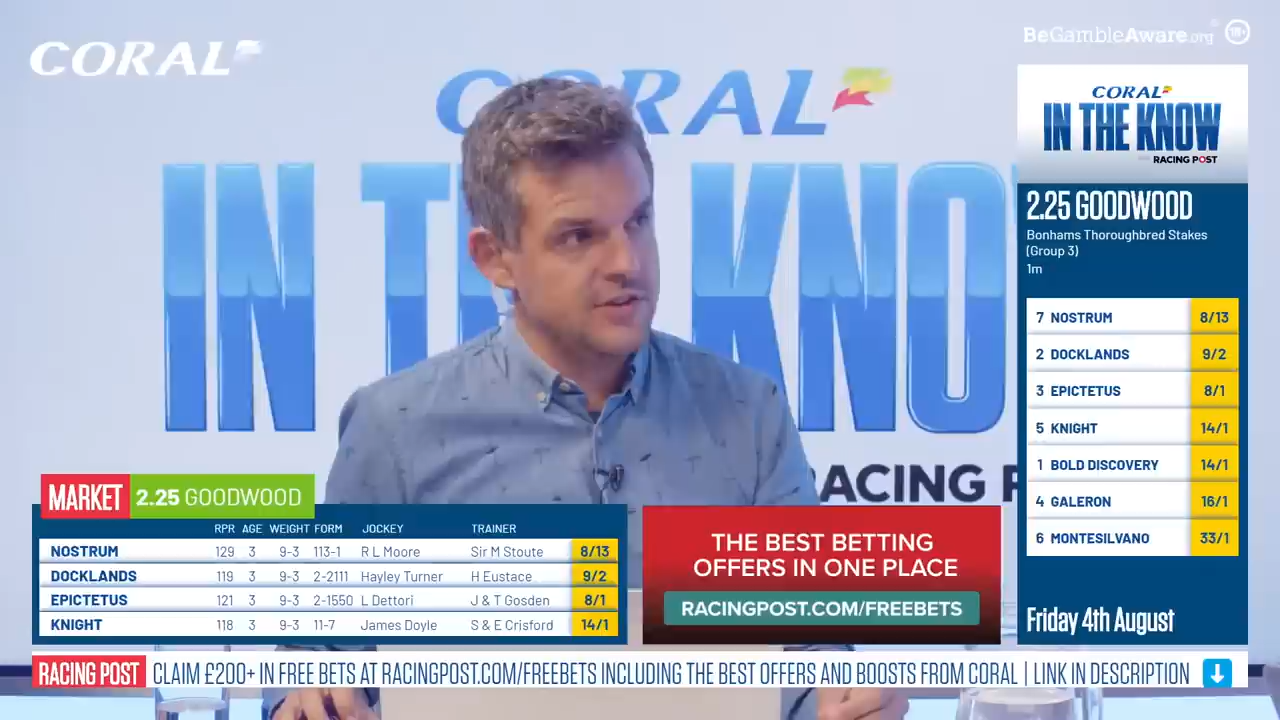 CORAL
BeGambleAware.org 18+
CORAL
IN THE KNO
RACING P
CORAL
IN THE KNOW
RACING POST
2.25 GOODWOOD
Bonhams Thoroughbred Stakes
(Group 3)
1m
7 NOSTRUM 8/13
2 DOCKLANDS 9/2
3 EPICTETUS 8/1
5 KNIGHT 14/1
1 BOLD DISCOVERY 14/1
4 GALERON 16/1
6 MONTESILVANO 33/1
Friday 4th August
MARKET 2.25 GOODWOOD
RPR AGE WEIGHT FORM JOCKEY TRAINER
NOSTRUM 129 3 9-3 113-1 R L Moore Sir M Stoute 8/13
DOCKLANDS 119 3 9-3 2-2111 Hayley Turner H Eustace 9/2
EPICTETUS 121 3 9-3 2-1550 L Dettori J & T Gosden 8/1
KNIGHT 118 3 9-3 11-7 James Doyle S & E Crisford 14/1
THE BEST BETTING
OFFERS IN ONE PLACE
RACINGPOST.COM/FREEBETS
RACING POST CLAIM £200+ IN FREE BETS AT RACINGPOST.COM/FREEBETS INCLUDING THE BEST OFFERS AND BOOSTS FROM CORAL | LINK IN DESCRIPTION